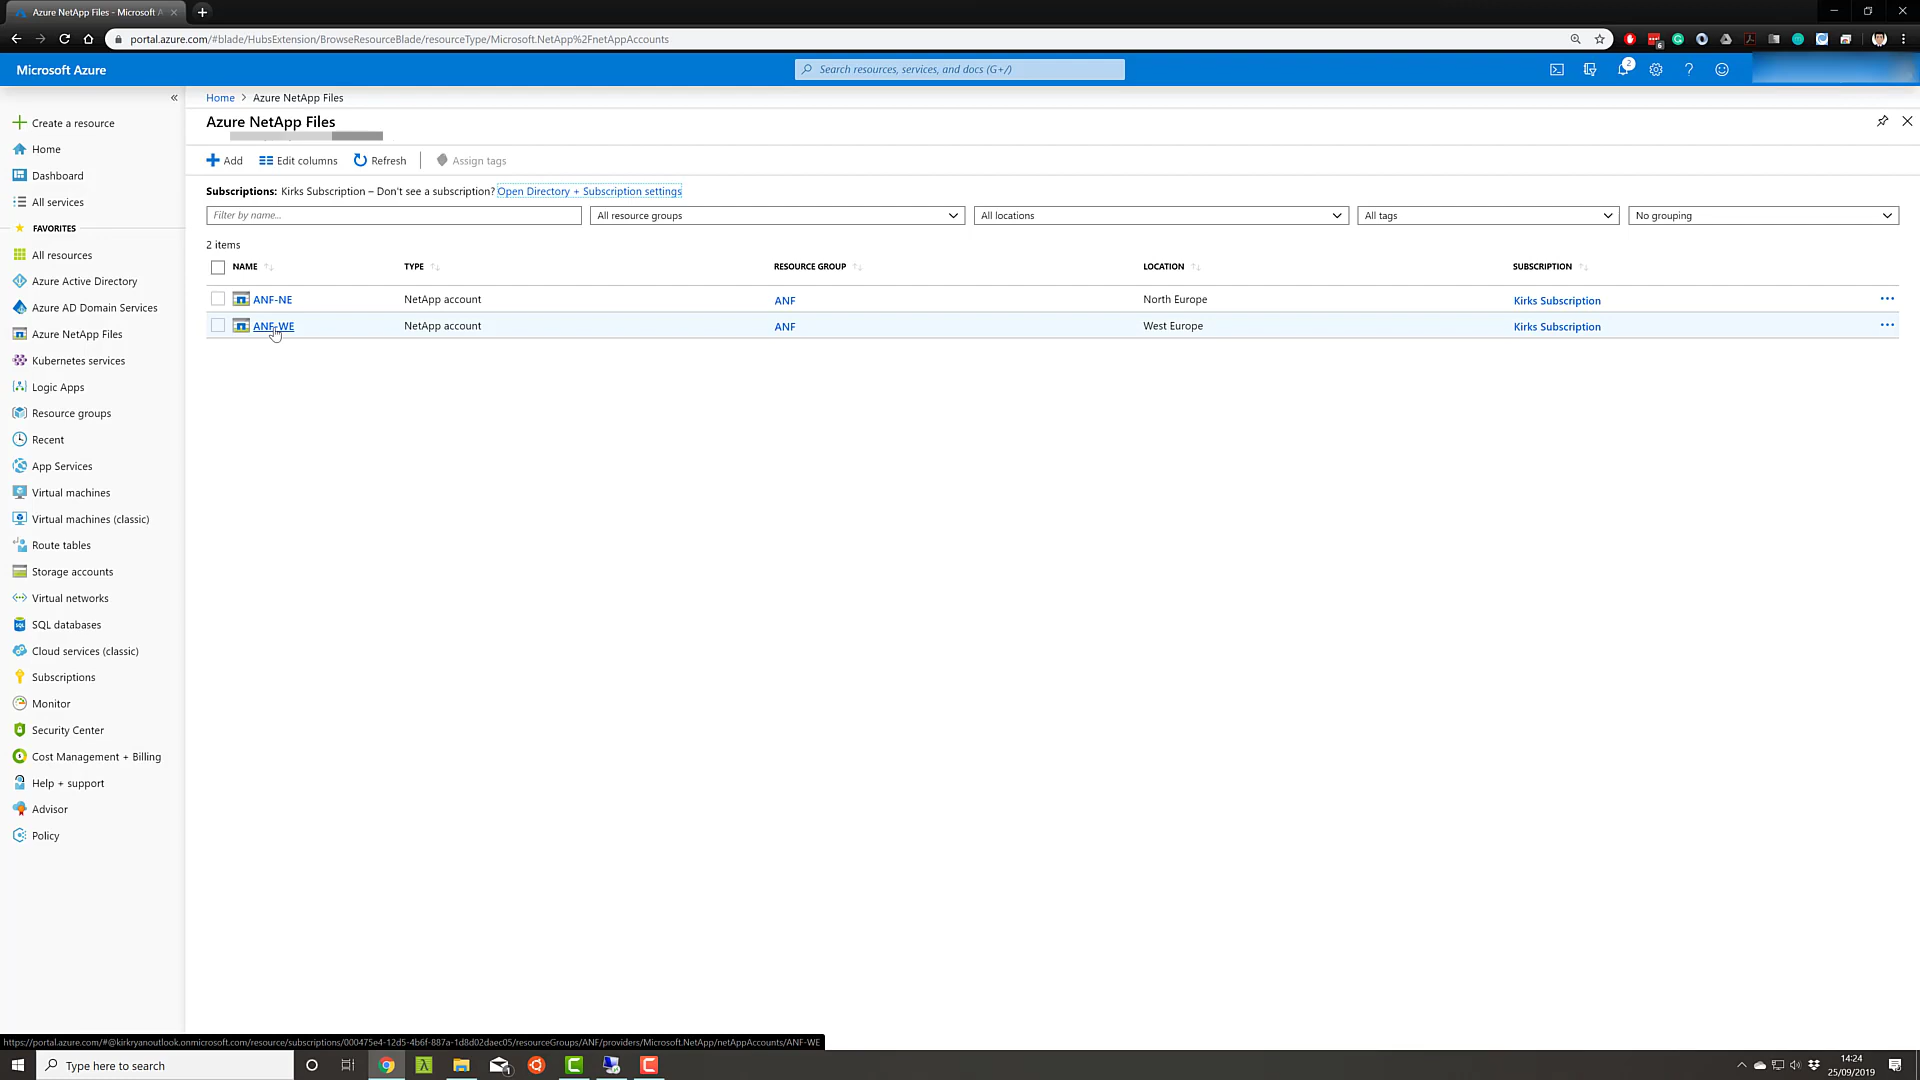 Azure NetApp Files - Microsoft A
portal.azure.com/#blade/HubsExtension/BrowseResourceBlade/resourceType/Microsoft.NetApp%2FnetAppAccounts
6
Microsoft Azure
Search resources, services, and docs (G+/)
2
Home > Azure NetApp Files
Azure NetApp Files
Add
Edit columns
Refresh
Assign tags
Subscriptions: Kirks Subscription – Don't see a subscription? Open Directory + Subscription settings
Filter by name...
All resource groups
All locations
All tags
No grouping
2 items
NAME TYPE RESOURCE GROUP LOCATION SUBSCRIPTION
ANF-NE NetApp account ANF North Europe Kirks Subscription
ANF-WE NetApp account ANF West Europe Kirks Subscription
Create a resource
Home
Dashboard
All services
FAVORITES
All resources
Azure Active Directory
Azure AD Domain Services
Azure NetApp Files
Kubernetes services
Logic Apps
Resource groups
Recent
App Services
Virtual machines
Virtual machines (classic)
Route tables
Storage accounts
Virtual networks
SQL databases
Cloud services (classic)
Subscriptions
Monitor
Security Center
Cost Management + Billing
Help + support
Advisor
Policy
https://portal.azure.com/#@kirkryanoutlook.onmicrosoft.com/resource/subscriptions/000475e4-12d5-4b6f-887a-1d8d02daec05/resourceGroups/ANF/providers/Microsoft.NetApp/netAppAccounts/ANF-WE
Type here to search
1
14:24
25/09/2019